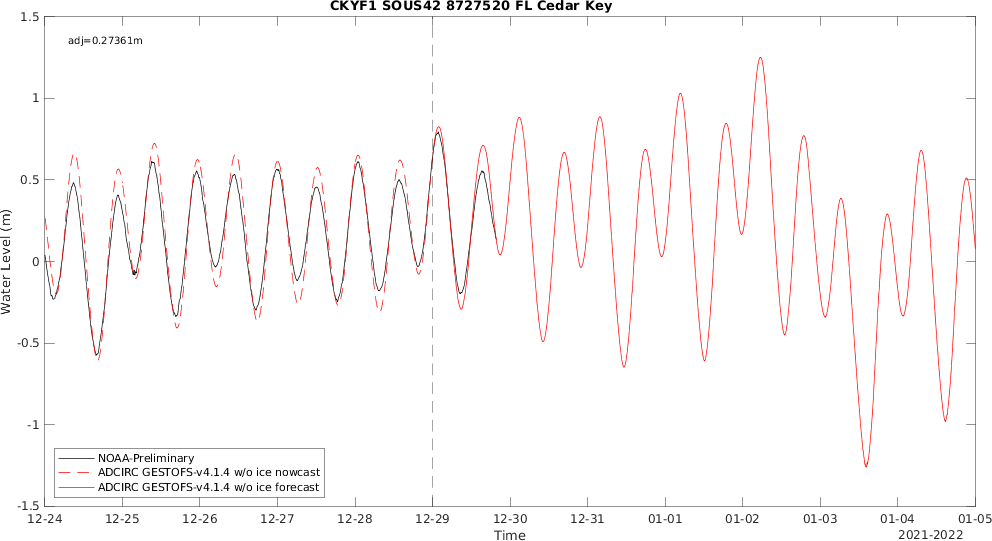 CKYF1 SOUS42 8727520 FL Cedar Key
adj=0.27361m
1.5
1
0.5
0
-0.5
-1
-1.5
Water Level (m)
NOAA-Preliminary
ADCIRC GESTOFS-v4.1.4 w/o ice nowcast
ADCIRC GESTOFS-v4.1.4 w/o ice forecast
12-24 12-25 12-26 12-27 12-28 12-29 12-30 12-31 01-01 01-02 01-03 01-04 01-05
Time
2021-2022